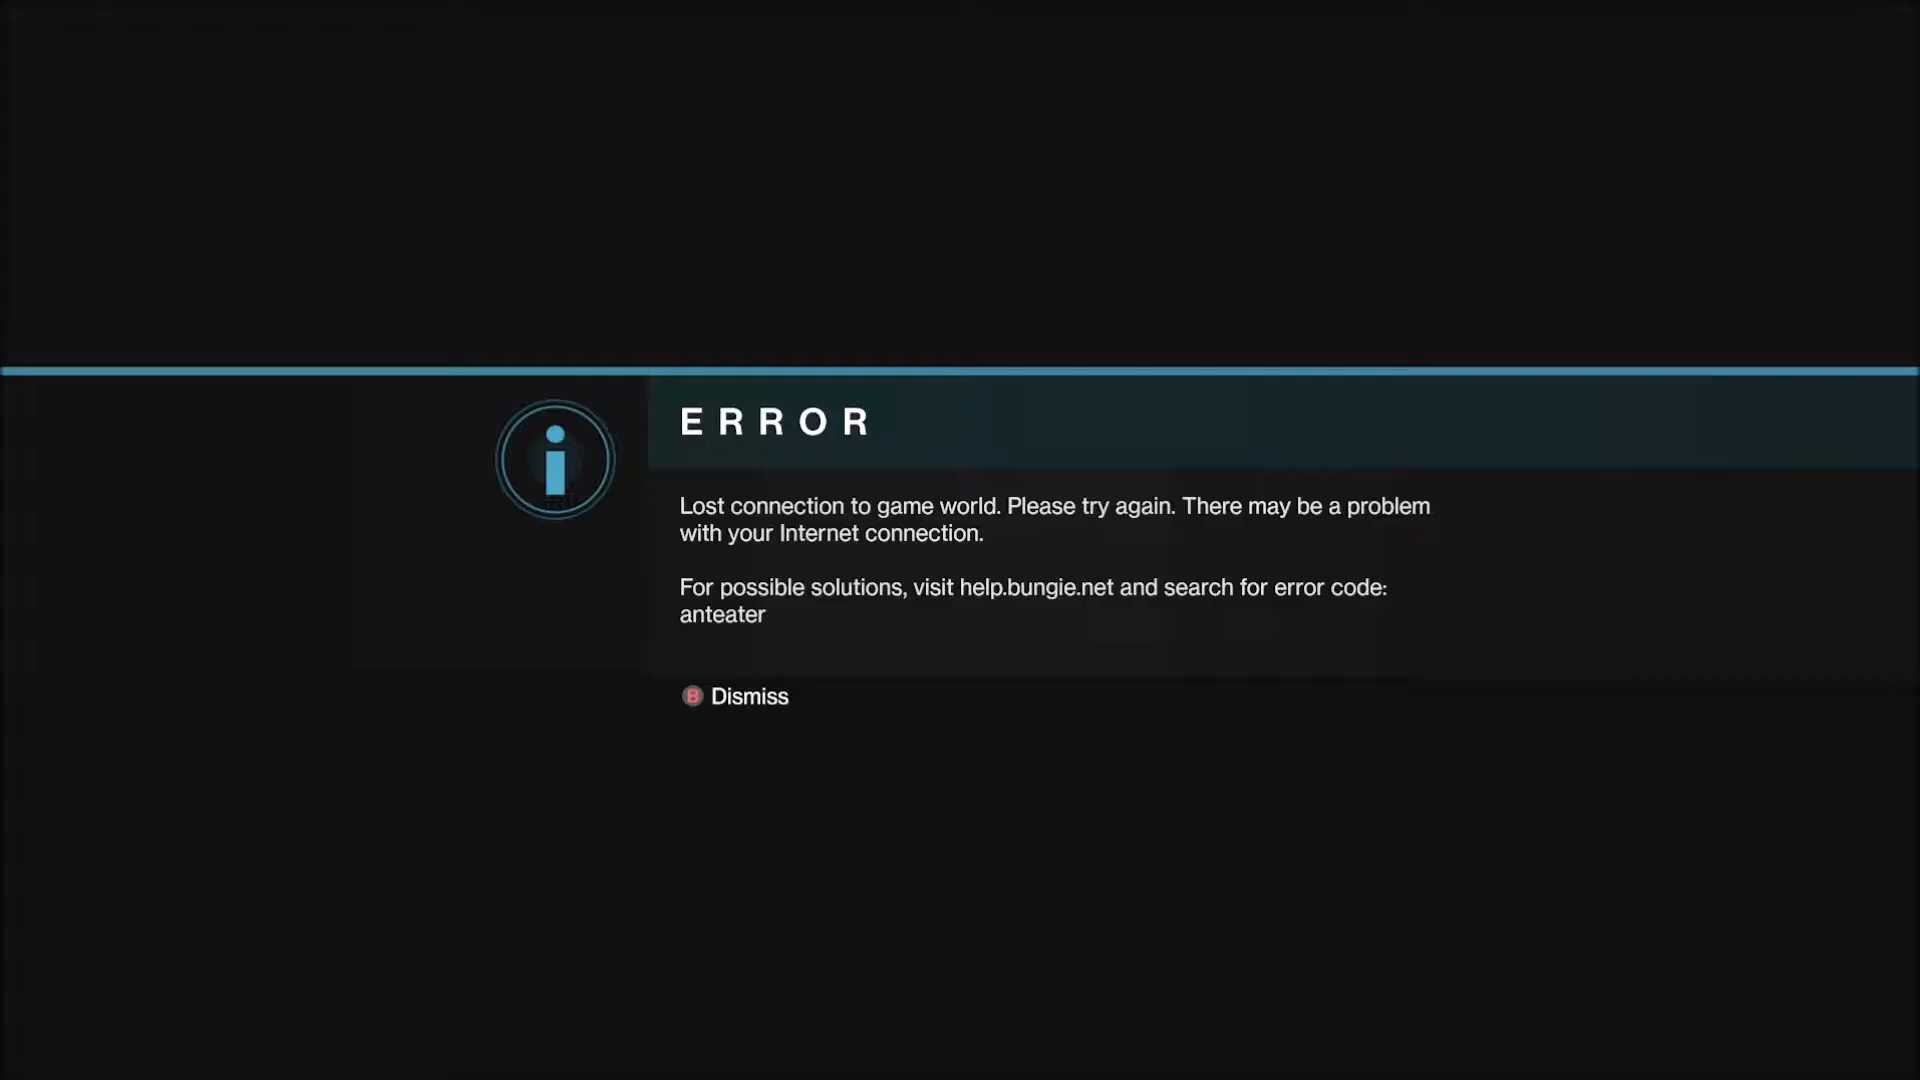 ERROR
Lost connection to game world. Please try again. There may be a problem
with your Internet connection.
For possible solutions, visit help.bungie.net and search for error code:
anteater
B Dismiss